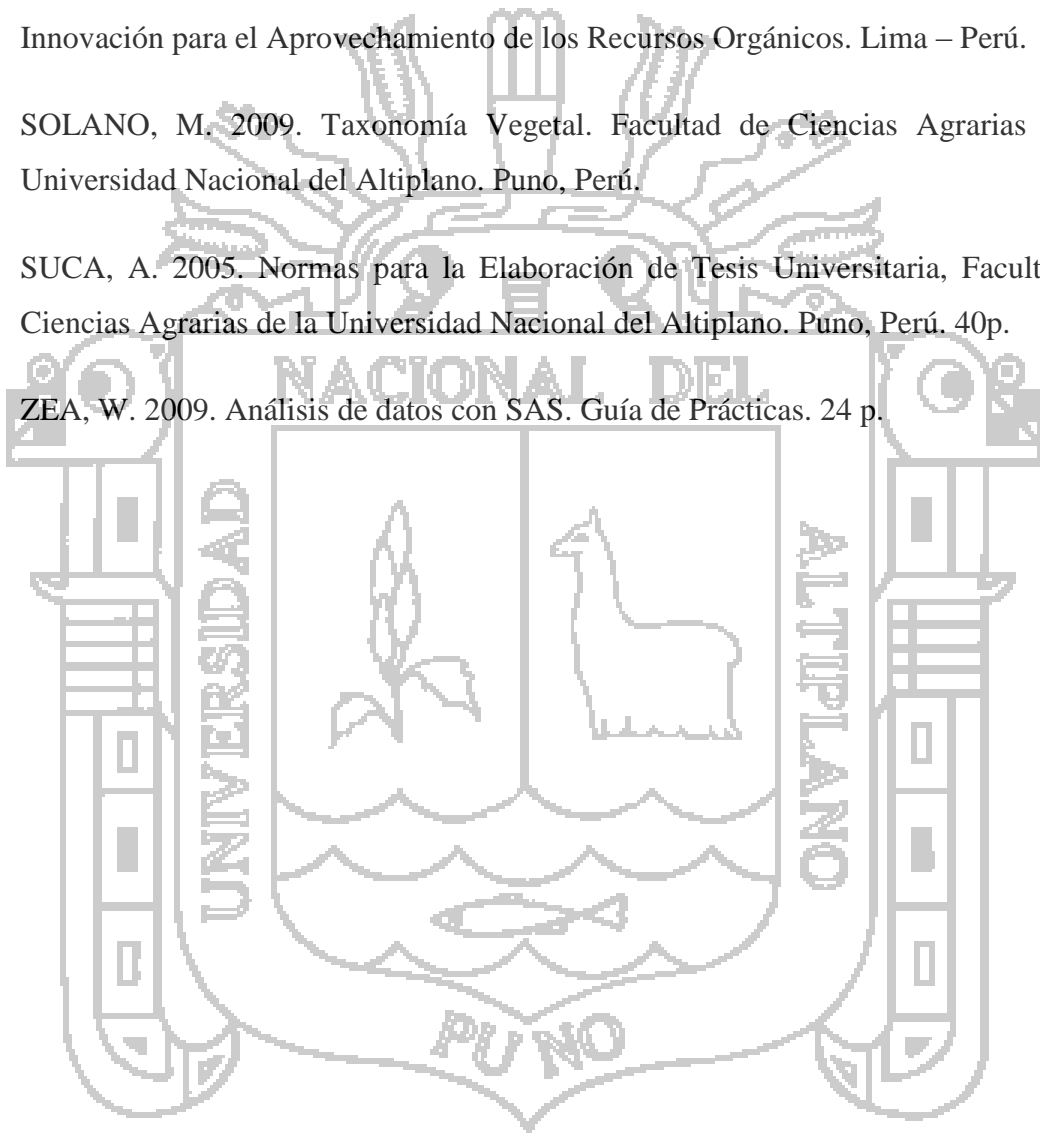 Innovación para el Aprovechamiento de los Recursos Orgánicos. Lima – Perú.
SOLANO, M. 2009. Taxonomía Vegetal. Facultad de Ciencias Agrarias
Universidad Nacional del Altiplano. Puno, Perú.
SUCA, A. 2005. Normas para la Elaboración de Tesis Universitaria, Facult
Ciencias Agrarias de la Universidad Nacional del Altiplano. Puno, Perú. 40p.
NACIONAL DEL
ZEA, W. 2009. Análisis de datos con SAS. Guía de Prácticas. 24 p.
UNIVERSIDAD
ALTIPLANO
PUNO